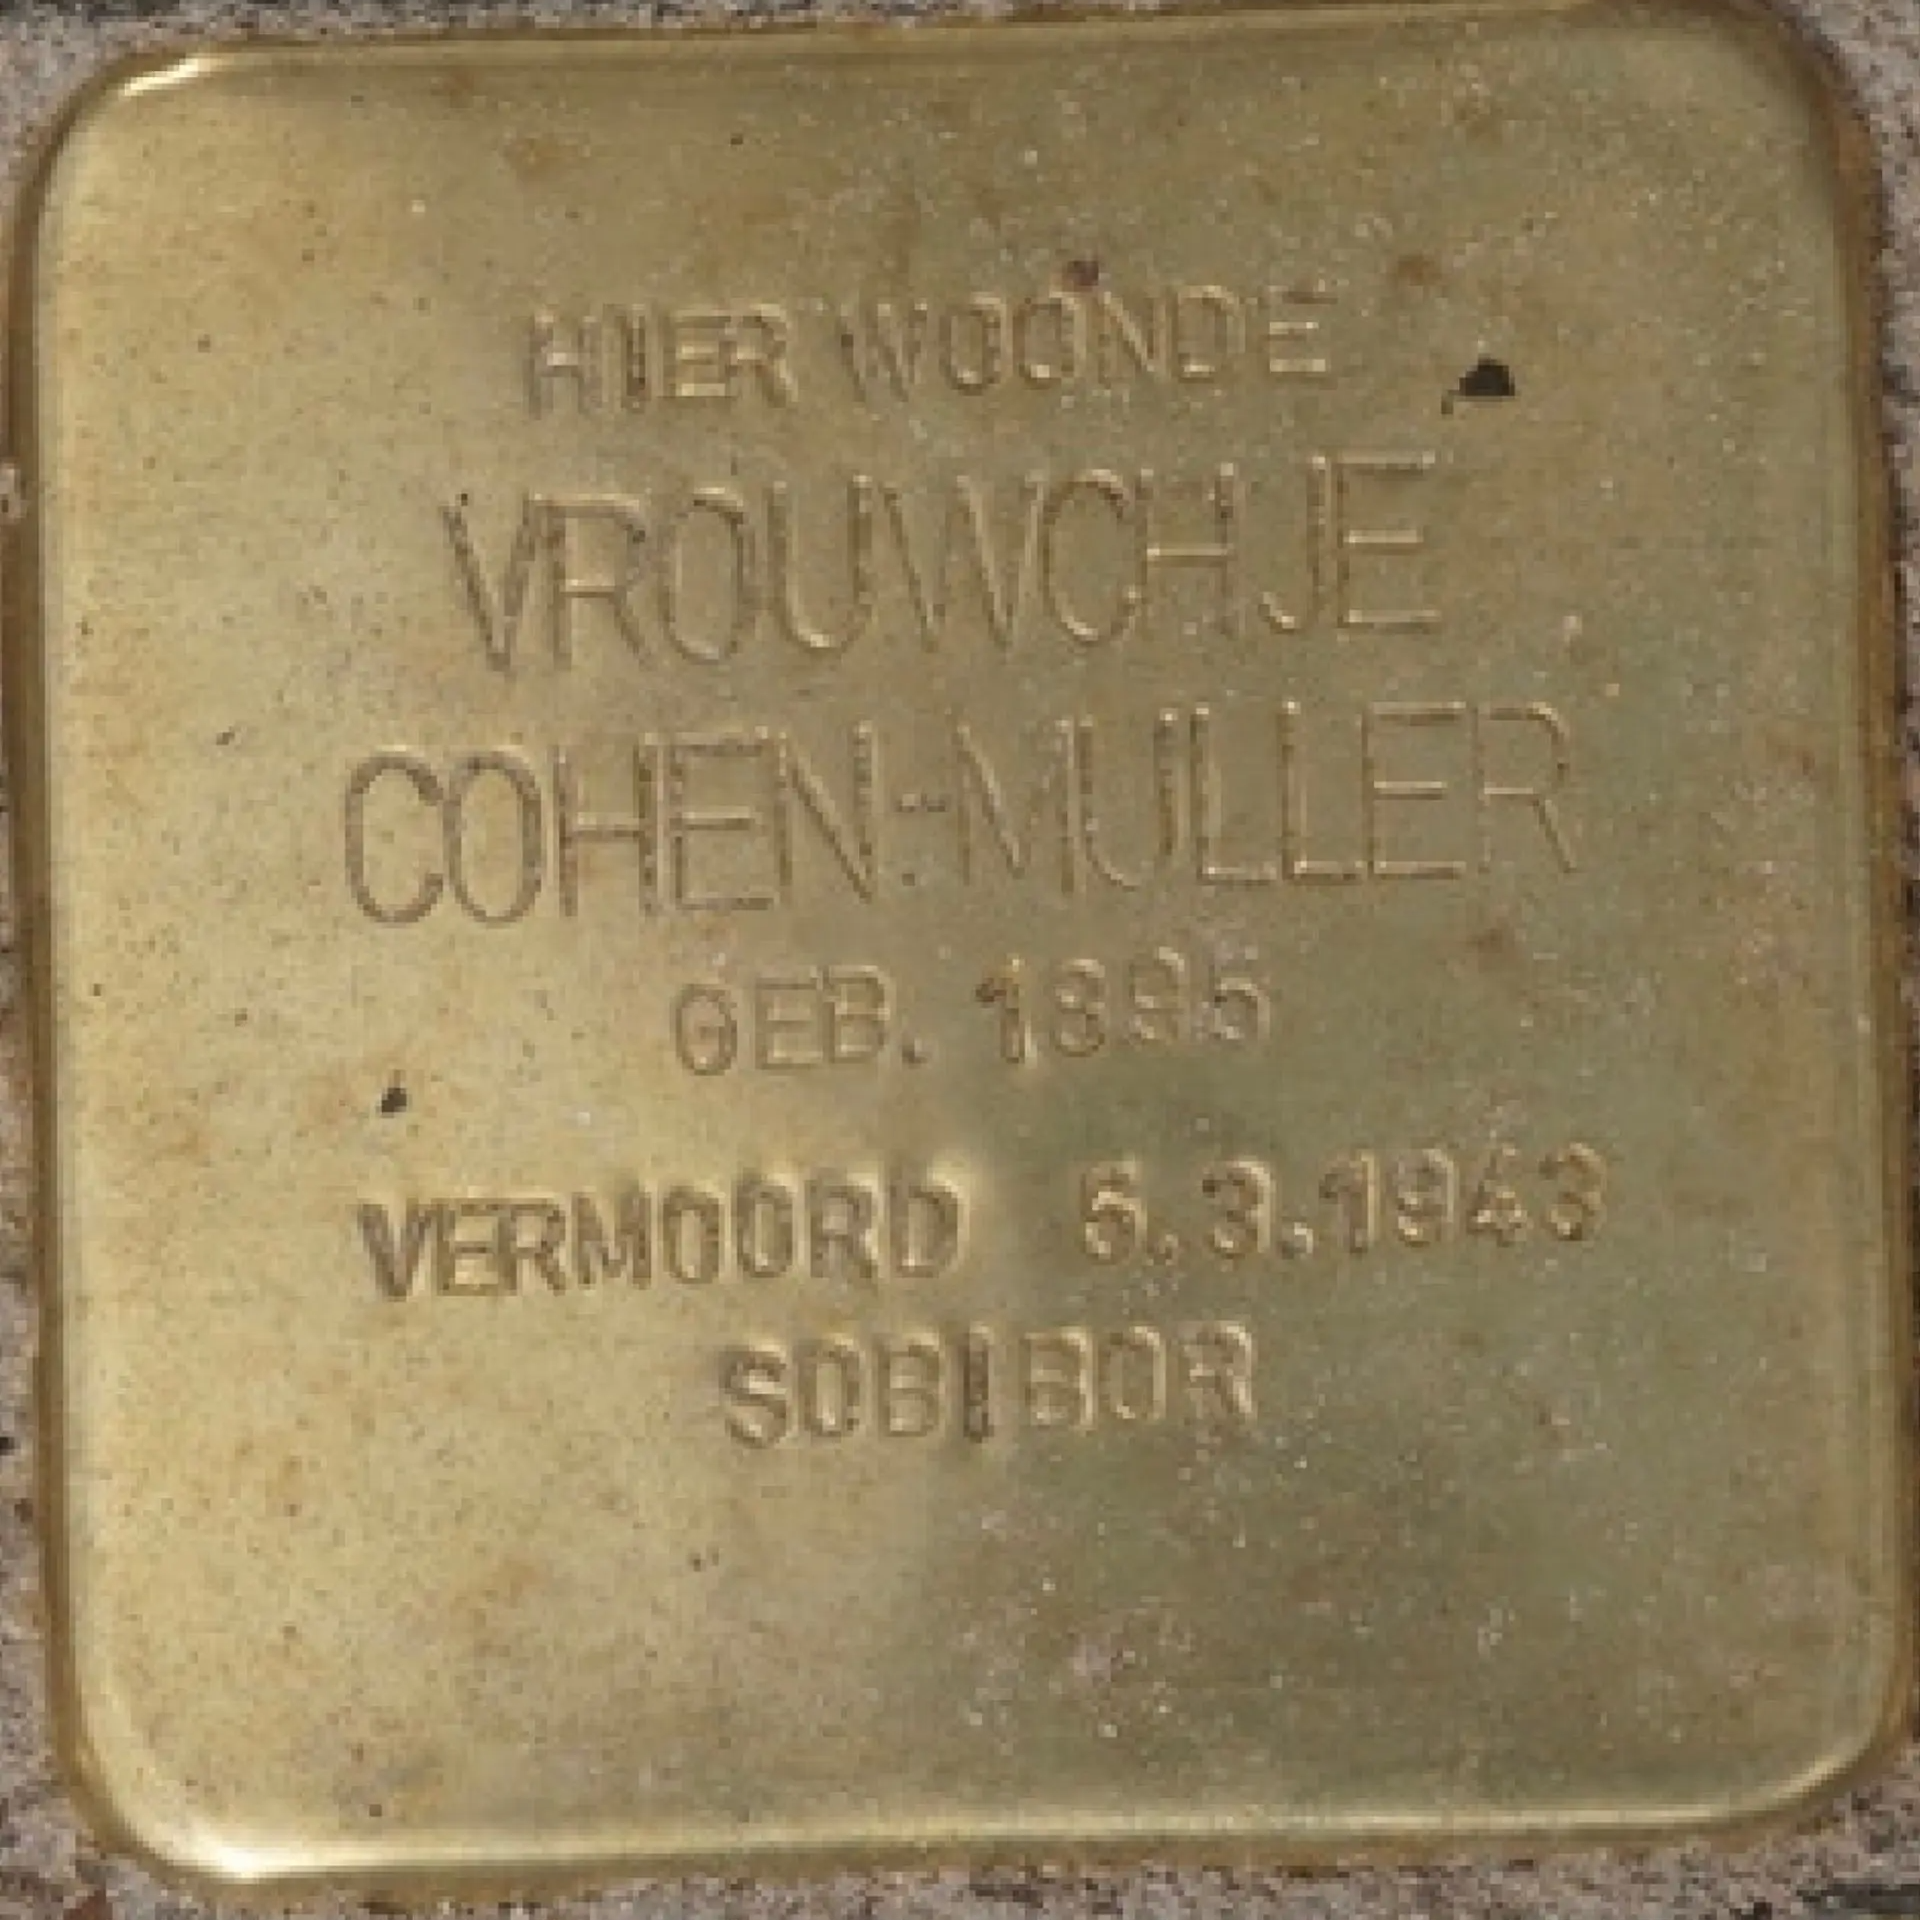 HIER WOONDE
VROUWCHJE
COHEN-MULLER
GEB. 1895
VERMOORD 5.3.1943
SOBIBOR